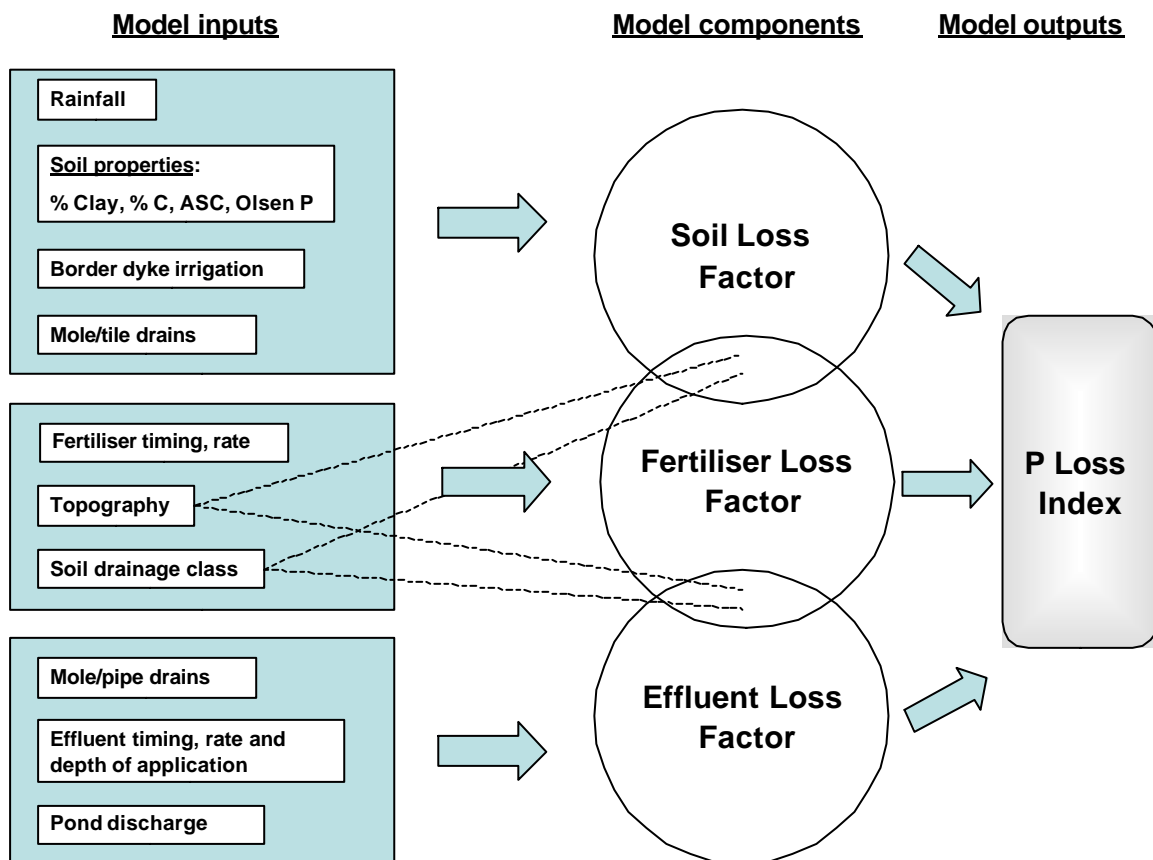 Model inputs
Model components
Model outputs
Rainfall
Soil properties:
% Clay, % C, ASC, Olsen P
Border dyke irrigation
Mole/tile drains
Fertiliser timing, rate
Topography
Soil drainage class
Mole/pipe drains
Effluent timing, rate and
depth of application
Pond discharge
Soil Loss
Factor
Fertiliser Loss
Factor
Effluent Loss
Factor
P Loss
Index